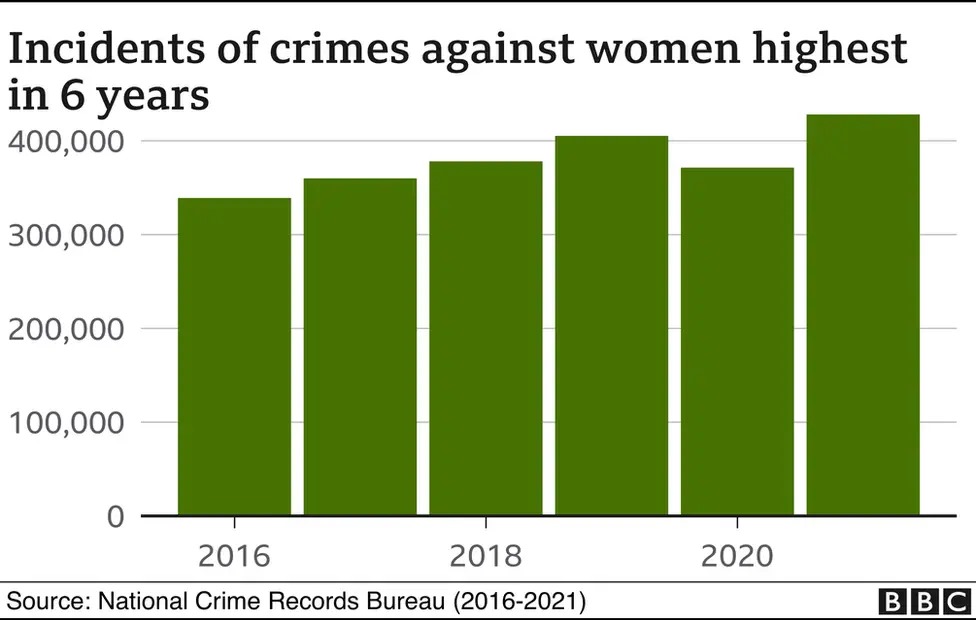 Incidents of crimes against women highest
in 6 years
400,000
300,000
200,000
100,000
0
2016 2018 2020
Source: National Crime Records Bureau (2016-2021)
BBC